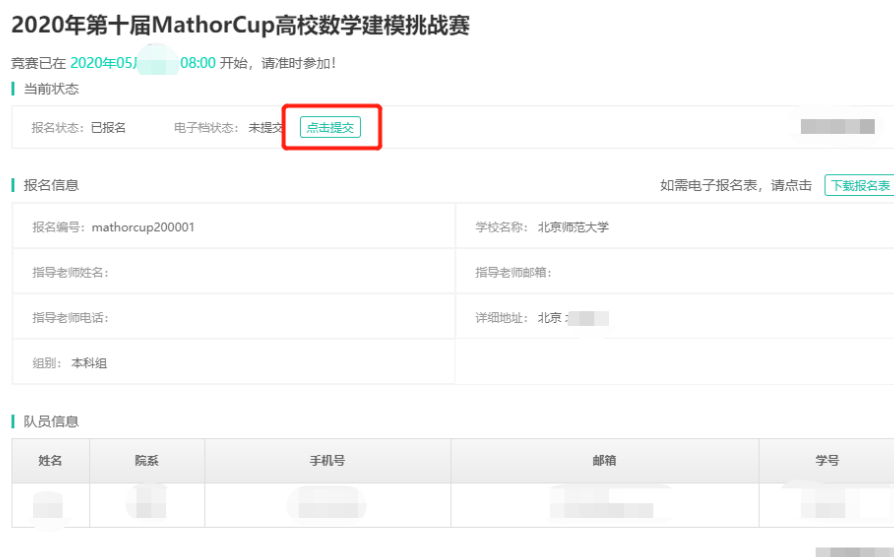 2020年第十届MathorCup高校数学建模挑战赛
竞赛已在 2020年05月 08:00 开始，请准时参加！
当前状态
报名状态：已报名 电子档状态： 未提交 点击提交
报名信息 如需电子报名表，请点击 下载报名表
报名编号：mathorcup200001 学校名称： 北京师范大学
指导老师姓名： 指导老师邮箱：
指导老师电话： 详细地址： 北京
组别： 本科组
队员信息
姓名 院系 手机号 邮箱 学号